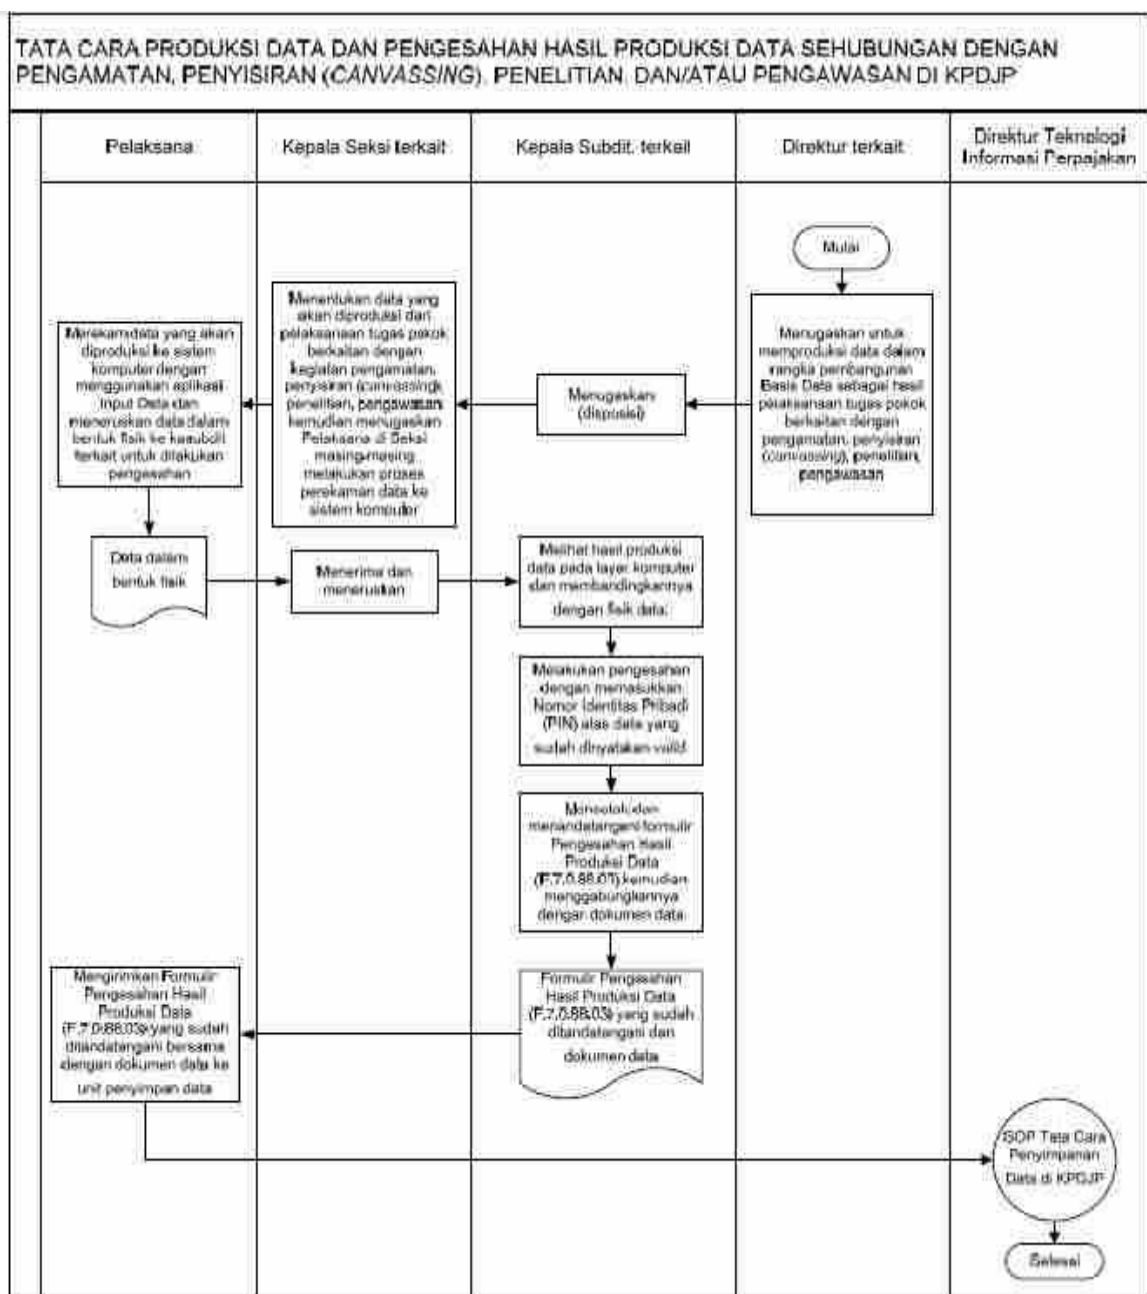 TATA CARA PRODUKSI DATA DAN PENGESAHAN HASIL PRODUKSI DATA SEHUBUNGAN DENGAN
PENGAMATAN, PENYISIRAN (CANVASSING), PENELITIAN, DAN/ATAU PENGAWASAN DI KPDJP
Pelaksana
Kepala Seksi terkait
Kepala Subdit. terkait
Direktur terkait
Direktur Teknologi
Informasi Perpajakan
Mulai
Menugaskan untuk
memproduksi data dalam
rangka pembangunan
Basis Data sebagai hasil
pelaksanaan tugas pokok
berkaitan dengan
pengamatan, penyisiran
(canvassing), penelitian,
pengawasan
Menugaskan
(disposisi)
Menentukan data yang
akan diproduksi dari
pelaksanaan tugas pokok
berkaitan dengan
kegiatan pengamatan,
penyisiran (canvassing),
penelitian, pengawasan
kemudian menugaskan
Pelaksana di Seksi
masing-masing
melakukan proses
perekaman data ke
sistem komputer
Merekam data yang akan
diproduksi ke sistem
komputer dengan
menggunakan aplikasi
Input Data dan
meneruskan data dalam
bentuk fisik ke kasubdit
terkait untuk dilakukan
pengesahan
Data dalam
bentuk fisik
Menerima dan
meneruskan
Melihat hasil produksi
data pada layer komputer
dan membandingkannya
dengan fisik data.
Melakukan pengesahan
dengan memasukkan
Nomor Identitas Pribadi
(PIN) atas data yang
sudah dinyatakan valid
Mencetak dan
menandatangani formulir
Pengesahan Hasil
Produksi Data
(F.7.0.88.03) kemudian
menggabungkannya
dengan dokumen data
Formulir Pengesahan
Hasil Produksi Data
(F.7.0.88.03) yang sudah
ditandatangani dan
dokumen data
Mengirimkan Formulir
Pengesahan Hasil
Produksi Data
(F.7.0.88.03) yang sudah
ditandatangani bersama
dengan dokumen data ke
unit penyimpan data
SOP Tata Cara
Penyimpanan
Data di KPDJP
Selesai